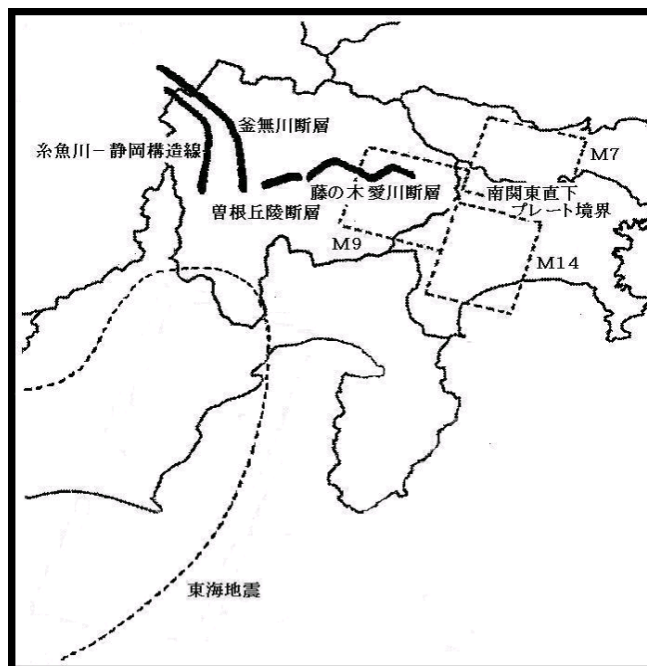 釜無川断層
糸魚川－静岡構造線
M7
藤の木愛川断層
南関東直下
プレート境界
曽根丘陵断層
M9
M14
東海地震